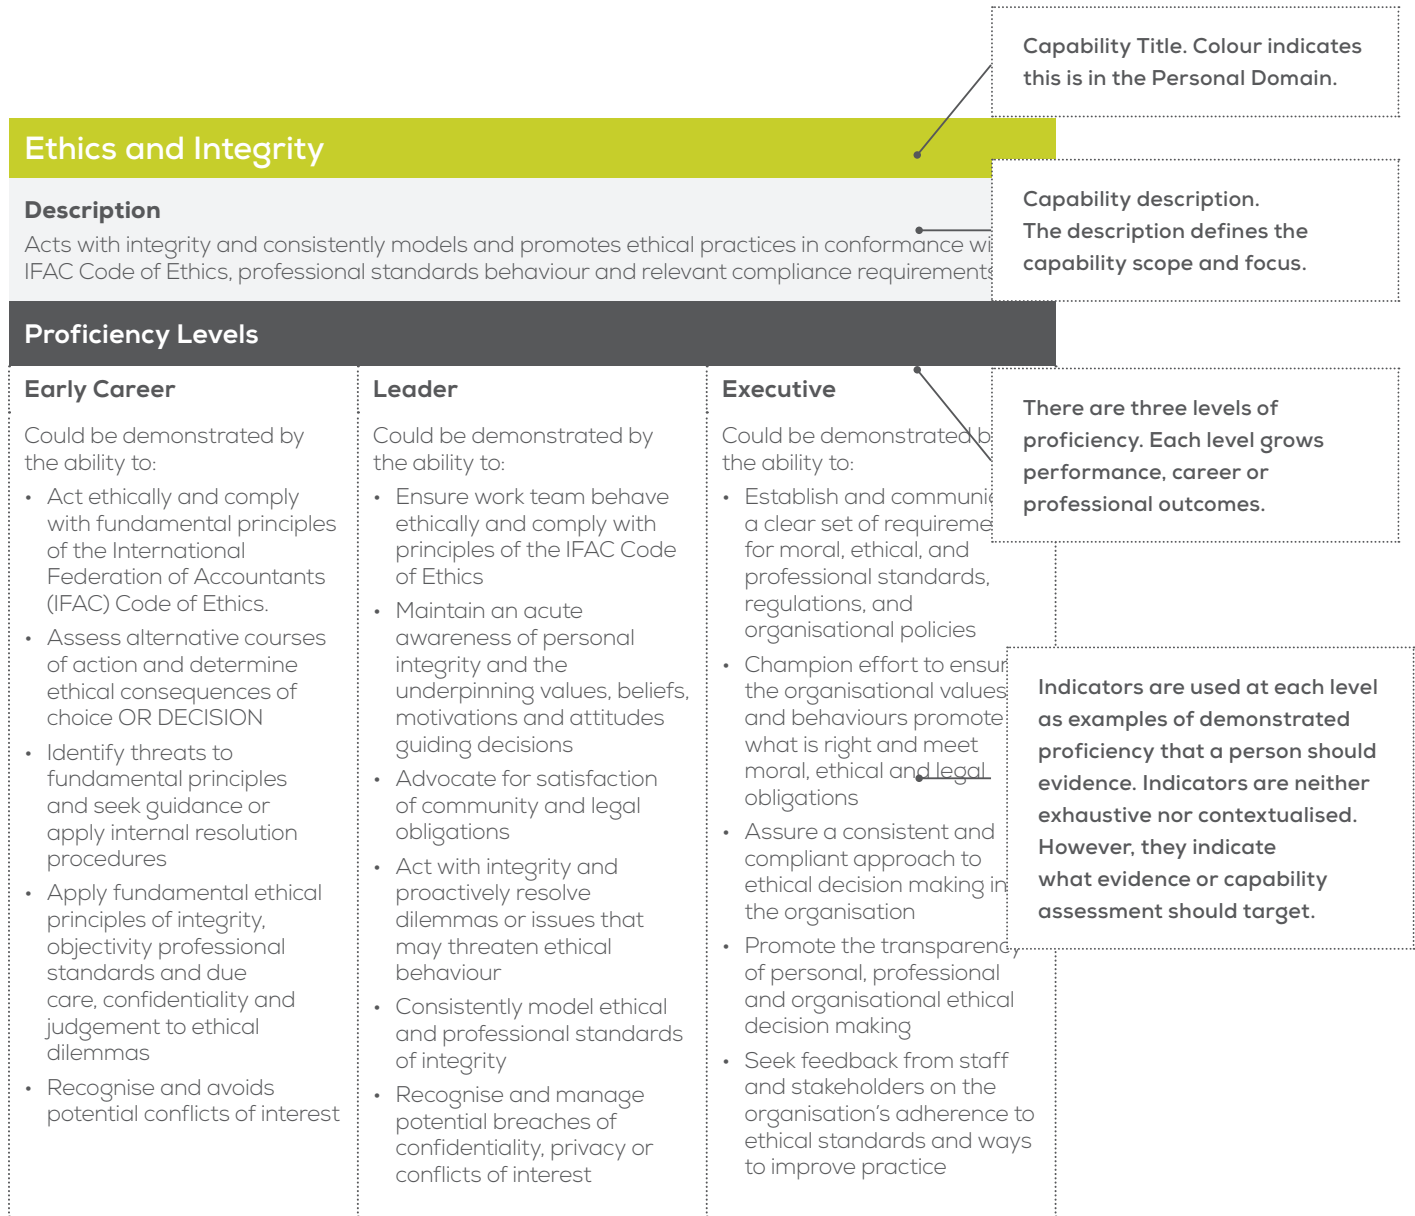 Capability Title. Colour indicates
this is in the Personal Domain.
Ethics and Integrity
Description
Acts with integrity and consistently models and promotes ethical practices in conformance
IFAC Code of Ethics, professional standards behaviour and relevant compliance requirements
Capability description.
The description defines the
capability scope and focus.
Proficiency Levels
There are three levels of
proficiency. Each level grows
performance, career or
professional outcomes.
Early Career
Could be demonstrated by
the ability to:
• Act ethically and comply
with fundamental principles
of the International
Federation of Accountants
(IFAC) Code of Ethics.
• Assess alternative courses
of action and determine
ethical consequences of
choice OR DECISION
• Identify threats to
fundamental principles
and seek guidance or
apply internal resolution
procedures
• Apply fundamental ethical
principles of integrity,
objectivity professional
standards and due
care, confidentiality and
judgement to ethical
dilemmas
• Recognise and avoids
potential conflicts of interest
Leader
Could be demonstrated by
the ability to:
• Ensure work team behave
ethically and comply with
principles of the IFAC Code
of Ethics
• Maintain an acute
awareness of personal
integrity and the
underpinning values, beliefs,
motivations and attitudes
guiding decisions
• Advocate for satisfaction
of community and legal
obligations
• Act with integrity and
proactively resolve
dilemmas or issues that
may threaten ethical
behaviour
• Consistently model ethical
and professional standards
of integrity
• Recognise and manage
potential breaches of
confidentiality, privacy or
conflicts of interest
Executive
Could be demonstrated
the ability to:
• Establish and
a clear set of
for moral, ethical, and
professional standards,
regulations, and
organisational policies
• Champion effort to
the organisational values
and behaviours promote
what is right and meet
moral, ethical and legal
obligations
• Assure a consistent and
compliant approach to
ethical decision making in
the organisation
• Promote the transparency
of personal, professional
and organisational ethical
decision making
• Seek feedback from staff
and stakeholders on the
organisation's adherence to
ethical standards and ways
to improve practice
Indicators are used at each level
as examples of demonstrated
proficiency that a person should
evidence. Indicators are neither
exhaustive nor contextualised.
However, they indicate
what evidence or capability
assessment should target.